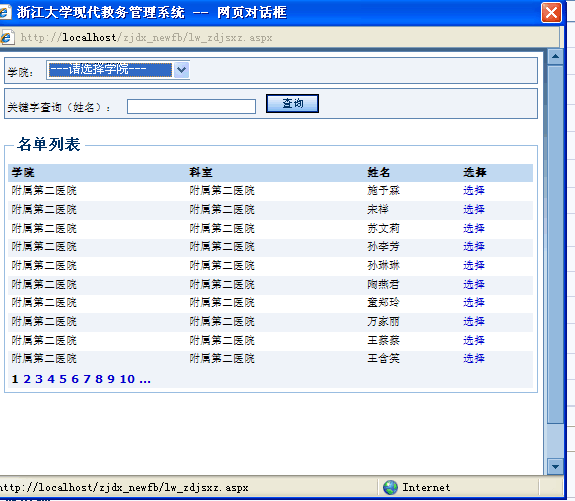 浙江大学现代教务管理系统 -- 网页对话框
http://localhost/zjdx_newfb/lw_zdjsxz.aspx
学院： ---请选择学院---
关键字查询（姓名）： 查询
名单列表
学院 科室 姓名 选择
附属第二医院 附属第二医院 施予霖 选择
附属第二医院 附属第二医院 宋样 选择
附属第二医院 附属第二医院 苏文莉 选择
附属第二医院 附属第二医院 孙李芳 选择
附属第二医院 附属第二医院 孙琳琳 选择
附属第二医院 附属第二医院 陶燕君 选择
附属第二医院 附属第二医院 童郑玲 选择
附属第二医院 附属第二医院 万家丽 选择
附属第二医院 附属第二医院 王蔡蔡 选择
附属第二医院 附属第二医院 王含笑 选择
1 2 3 4 5 6 7 8 9 10 ...
http://localhost/zjdx_newfb/lw_zdjsxz.aspx Internet